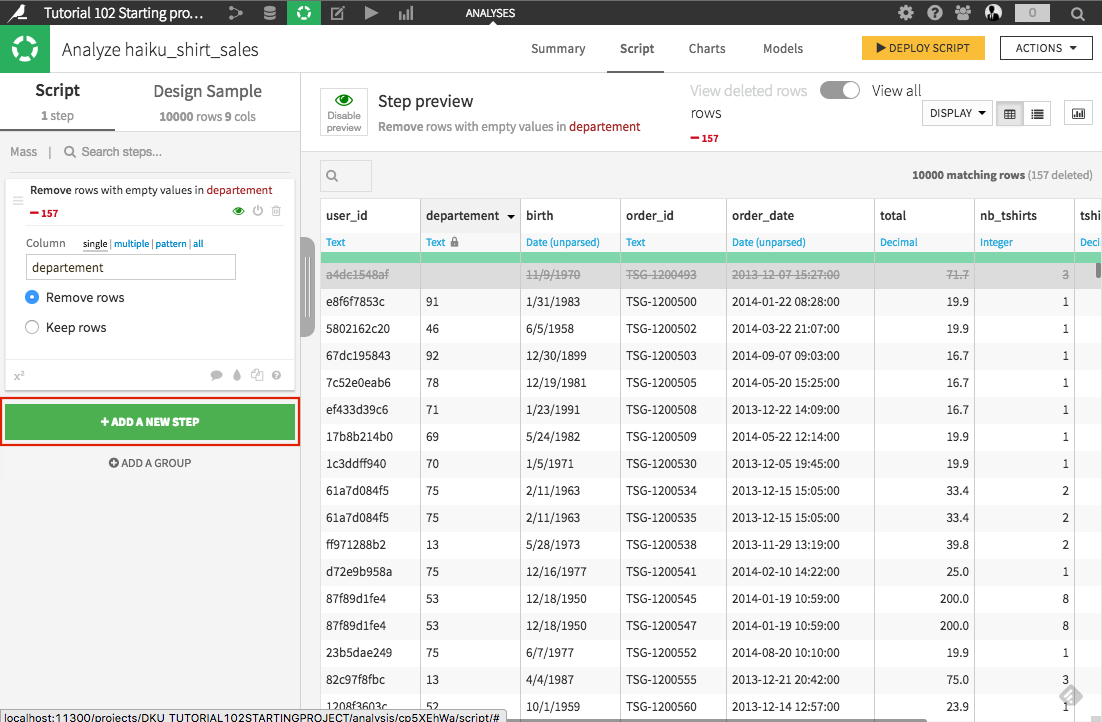 Tutorial 102 Starting pro... ANALYSES 0
Analyze haiku_shirt_sales Summary Script Charts Models DEPLOY SCRIPT ACTIONS
Script Design Sample
1 step 10000 rows 9 cols
Disable preview
Step preview
Remove rows with empty values in departement
View deleted rows View all
rows
157
DISPLAY
Mass | Search steps...
Remove rows with empty values in departement
157
Column single | multiple | pattern | all
departement
Remove rows
Keep rows
x²
+ ADD A NEW STEP
ADD A GROUP
10000 matching rows (157 deleted)
user_id departement birth order_id order_date total nb_tshirts tshi
Text Text Date (unparsed) Text Date (unparsed) Decimal Integer Deci
a4dc1548af 11/9/1970 TSG-1200493 2013-12-07 15:27:00 71.7 3
e8f6f7853c 91 1/31/1983 TSG-1200500 2014-01-22 08:28:00 19.9 1
5802162c20 46 6/5/1958 TSG-1200502 2014-03-22 21:07:00 19.9 1
67dc195843 92 12/30/1899 TSG-1200503 2014-09-07 09:03:00 16.7 1
7c52e0eab6 78 12/19/1981 TSG-1200505 2014-05-20 15:25:00 16.7 1
ef433d39c6 71 1/23/1991 TSG-1200508 2013-12-22 14:09:00 16.7 1
17b8b214b0 69 5/24/1982 TSG-1200509 2014-05-22 12:14:00 19.9 1
1c3ddff940 70 1/5/1971 TSG-1200530 2013-12-05 19:45:00 19.9 1
61a7d084f5 75 2/11/1963 TSG-1200534 2013-12-15 15:05:00 33.4 2
61a7d084f5 75 2/11/1963 TSG-1200535 2013-12-15 15:05:00 33.4 2
ff971288b2 13 5/28/1973 TSG-1200538 2013-11-29 13:19:00 39.8 2
d72e9b958a 75 12/16/1977 TSG-1200541 2014-02-10 14:22:00 25.0 1
87f89d1fe4 53 12/18/1950 TSG-1200545 2014-01-19 10:59:00 200.0 8
87f89d1fe4 53 12/18/1950 TSG-1200547 2014-01-19 10:59:00 200.0 8
23b5dae249 75 6/7/1977 TSG-1200552 2014-08-20 10:10:00 19.9 1
82c97f8fbc 13 4/4/1987 TSG-1200555 2013-12-21 20:42:00 75.0 3
1208f3603c 52 10/1/1959 TSG-1200560 2013-12-14 12:57:00 23.9 1
localhost:11300/projects/DKU_TUTORIAL102STARTINGPROJECT/analysis/cp5XEhWa/script/#